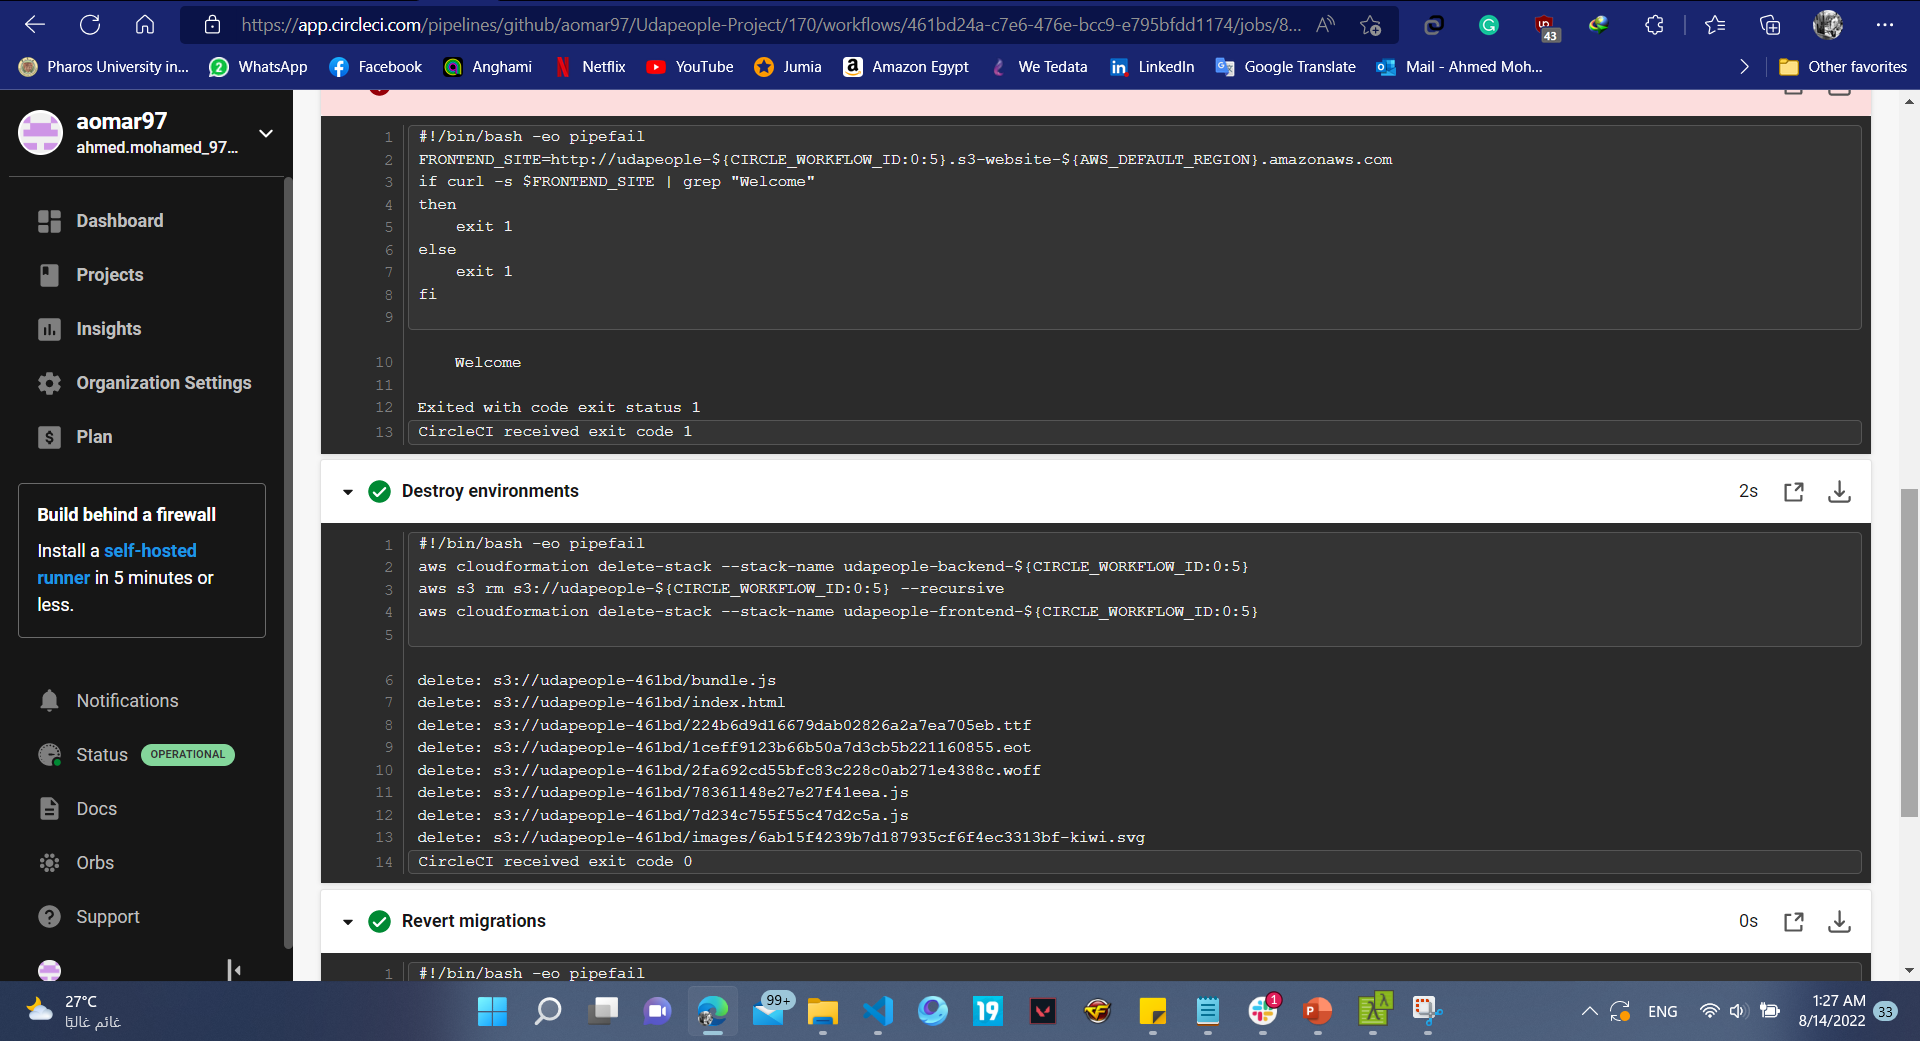 https://app.circleci.com/pipelines/github/aomar97/Udapeople-Project/170/workflows/461bd24a-c7e6-476e-bcc9-e795bfdd1174/jobs/8...
43
Pharos University in...
2
WhatsApp
Facebook
Anghami
Netflix
YouTube
Jumia
Amazon Egypt
We Tedata
LinkedIn
Google Translate
Mail - Ahmed Moh...
Other favorites
aomar97
ahmed.mohamed_97...
Dashboard
Projects
Insights
Organization Settings
Plan
Build behind a firewall
Install a self-hosted
runner in 5 minutes or
less.
Notifications
Status OPERATIONAL
Docs
Orbs
Support
1 #!/bin/bash -eo pipefail
2 FRONTEND_SITE=http://udapeople-${CIRCLE_WORKFLOW_ID:0:5}.s3-website-${AWS_DEFAULT_REGION}.amazonaws.com
3 if curl -s $FRONTEND_SITE | grep "Welcome"
4 then
5 exit 1
6 else
7 exit 1
8 fi
9
10 Welcome
11
12 Exited with code exit status 1
13 CircleCI received exit code 1
Destroy environments 2s
1 #!/bin/bash -eo pipefail
2 aws cloudformation delete-stack --stack-name udapeople-backend-${CIRCLE_WORKFLOW_ID:0:5}
3 aws s3 rm s3://udapeople-${CIRCLE_WORKFLOW_ID:0:5} --recursive
4 aws cloudformation delete-stack --stack-name udapeople-frontend-${CIRCLE_WORKFLOW_ID:0:5}
5
6 delete: s3://udapeople-461bd/bundle.js
7 delete: s3://udapeople-461bd/index.html
8 delete: s3://udapeople-461bd/224b6d9d16679dab02826a2a7ea705eb.ttf
9 delete: s3://udapeople-461bd/1ceff9123b66b50a7d3cb5b221160855.eot
10 delete: s3://udapeople-461bd/2fa692cd55bfc83c228c0ab271e4388c.woff
11 delete: s3://udapeople-461bd/78361148e27e27f41eea.js
12 delete: s3://udapeople-461bd/7d234c755f55c47d2c5a.js
13 delete: s3://udapeople-461bd/images/6ab15f4239b7d187935cf6f4ec3313bf-kiwi.svg
14 CircleCI received exit code 0
Revert migrations 0s
1 #!/bin/bash -eo pipefail
27°C
غائم غالبًا
99+
19
1
ENG
1:27 AM
8/14/2022
33